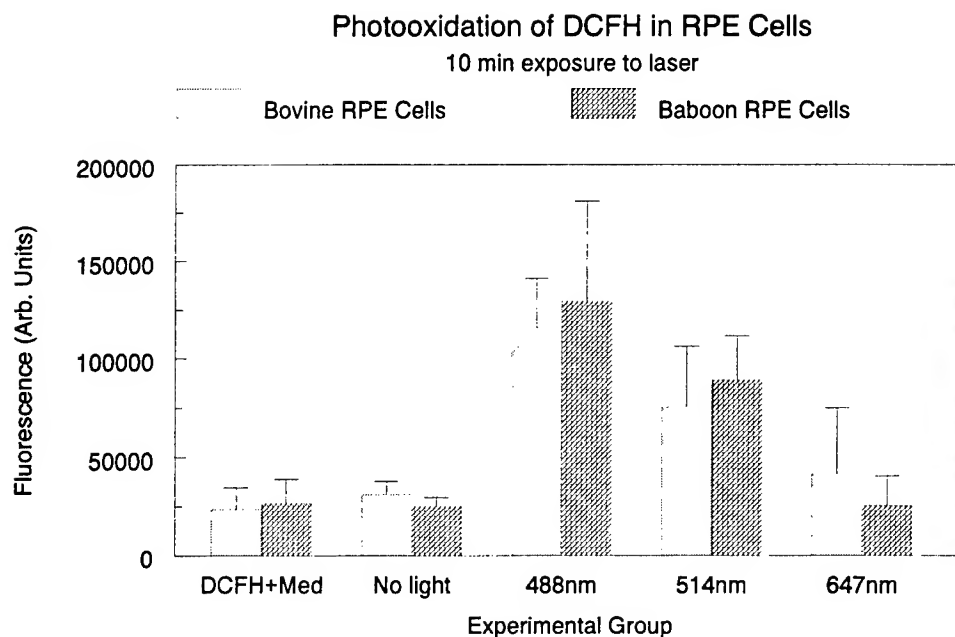 Photooxidation of DCFH in RPE Cells
10 min exposure to laser
Bovine RPE Cells
Baboon RPE Cells
200000
150000
100000
50000
0
Fluorescence (Arb. Units)
DCFH+Med
No light
488nm
514nm
647nm
Experimental Group